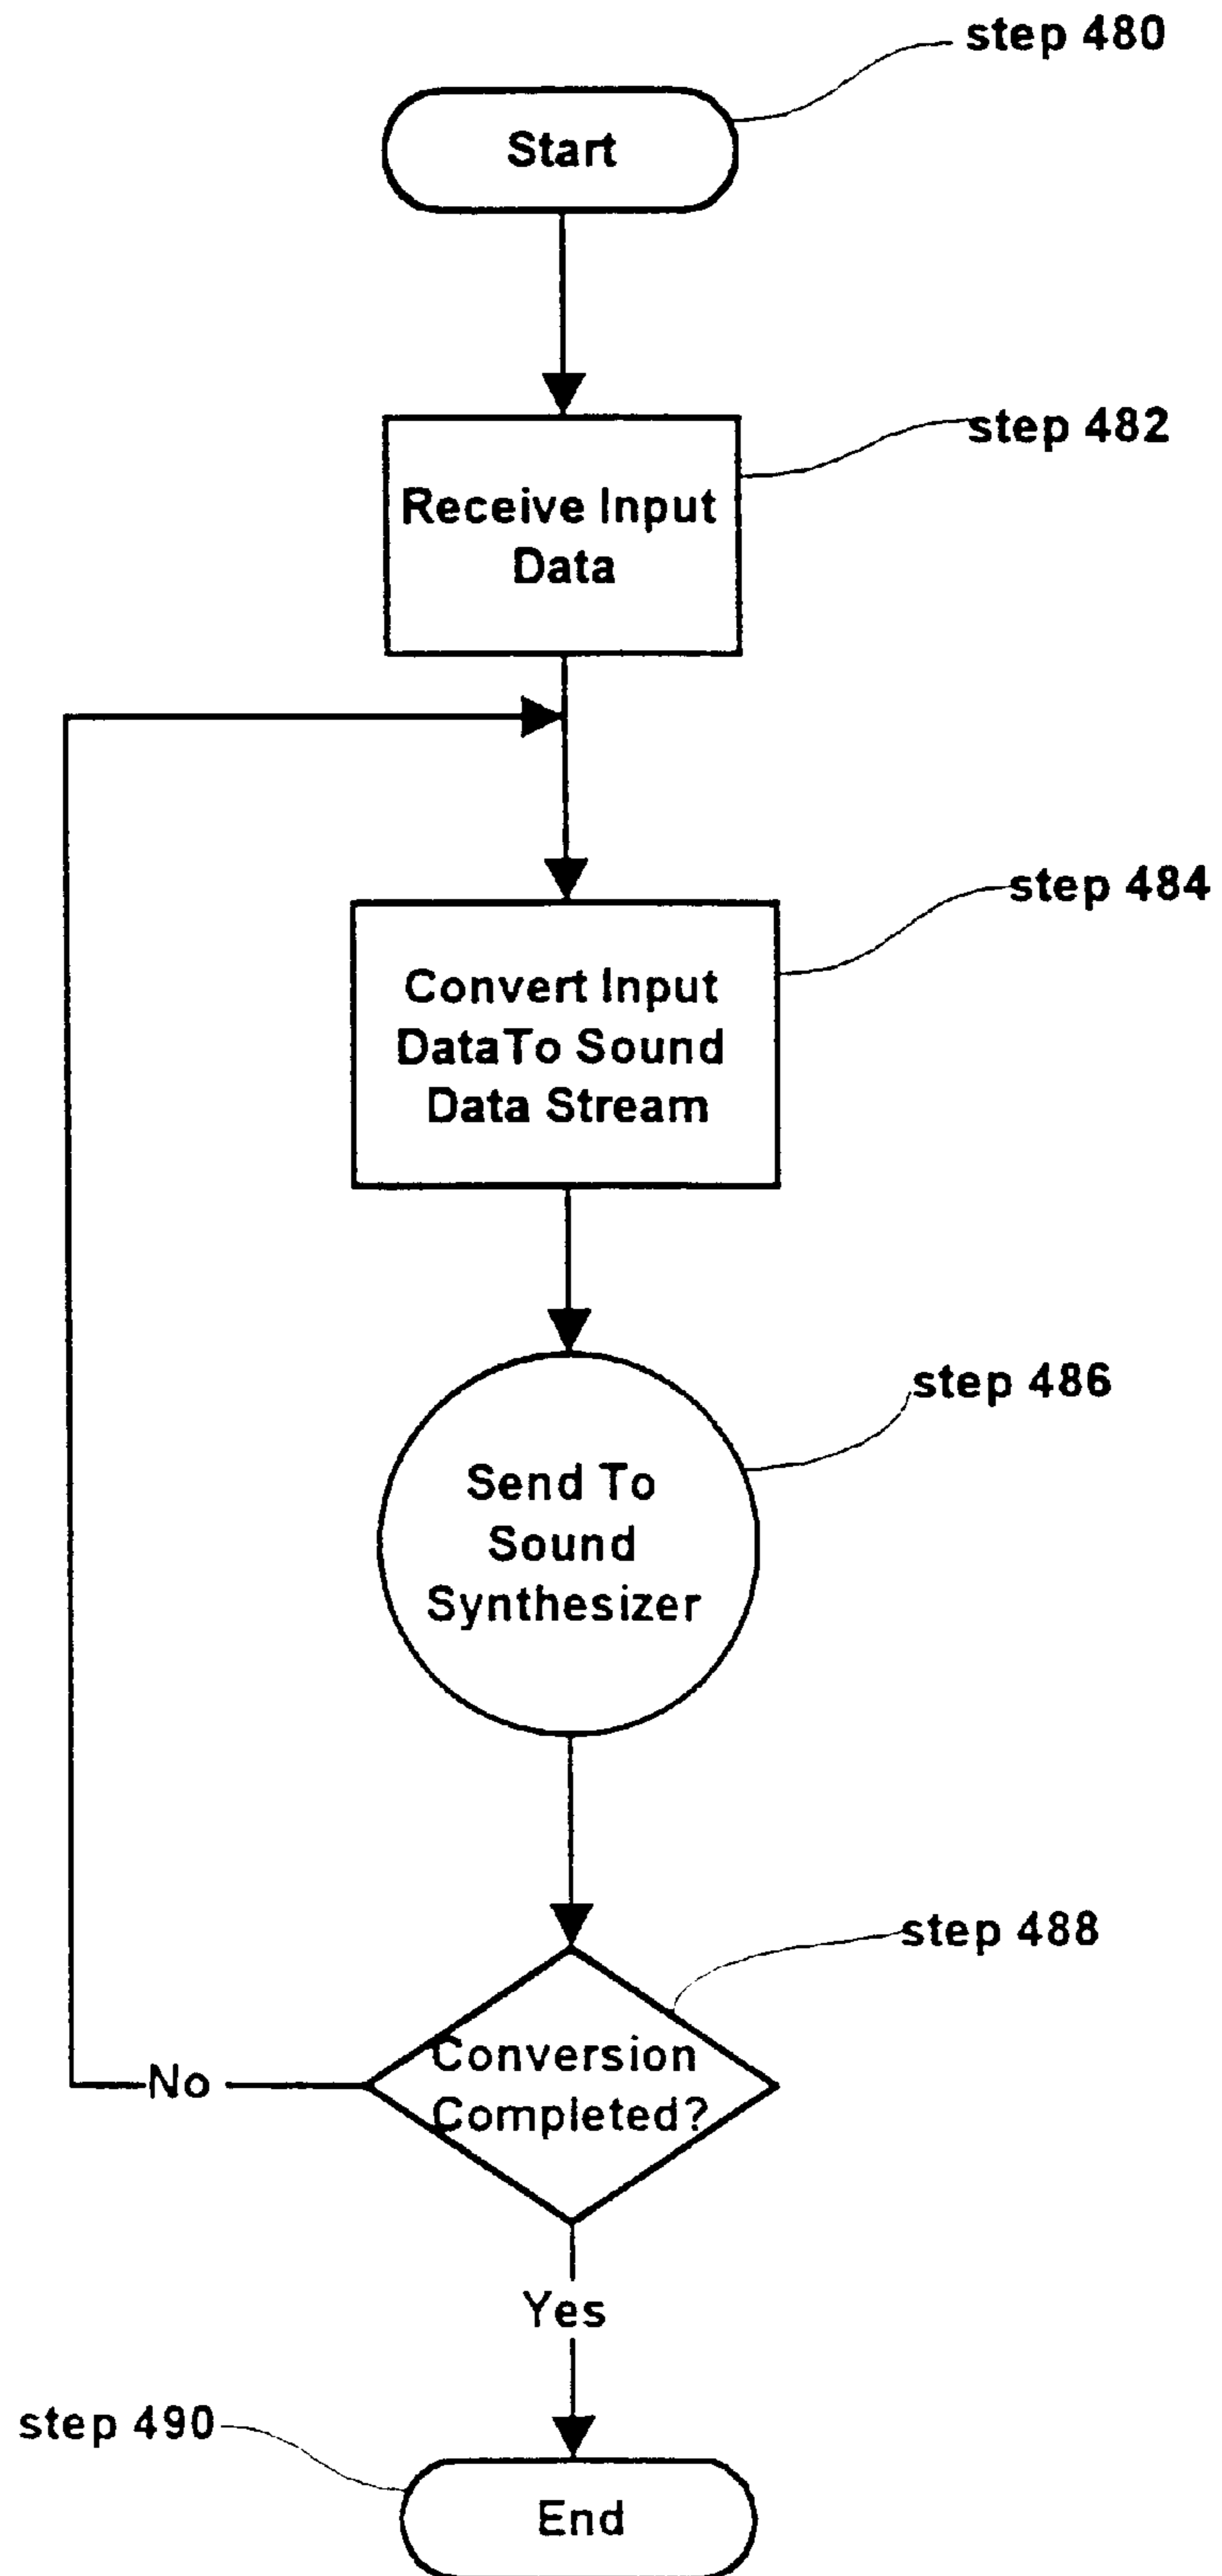 step 480
Start
step 482
Receive Input
Data
step 484
Convert Input
DataTo Sound
Data Stream
step 486
Send To
Sound
Synthesizer
step 488
Conversion
Completed?
No
Yes
step 490
End